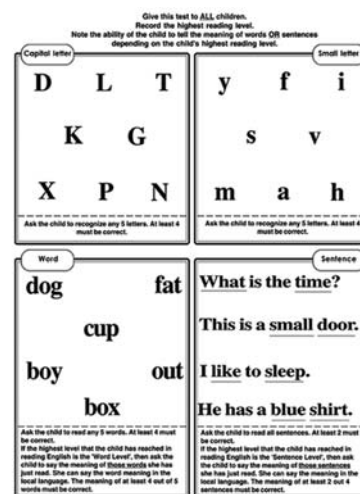 Give this test to ALL children.
Record the highest reading level.
Note the ability of the child to tell the meaning of words OR sentences
depending on the child's highest reading level.
Capital letter
D L T
K G
X P N
Ask the child to recognize any 5 letters. At least 4
must be correct.
Small letter
y f i
s v
m a h
Ask the child to recognize any 5 letters. At least 4
must be correct.
Word
dog fat
cup
boy out
box
Ask the child to read any 5 words. At least 4 must
be correct.
If the highest level that the child has reached in
reading English is the 'Word Level', then ask the
child to say the meaning of those words she has
just read. She can say the word meaning in the
local language. The meaning of at least 4 out of 5
words must be correct.
Sentence
What is the time?
This is a small door.
I like to sleep.
He has a blue shirt.
Ask the child to read all sentences. At least 2 must
be correct.
If the highest level that the child has reached in
reading English is the 'Sentence Level', then ask
the child to say the meaning of those sentences
she has just read. She can say the meaning in the
local language. The meaning of at least 2 out 4
sentences must be correct.